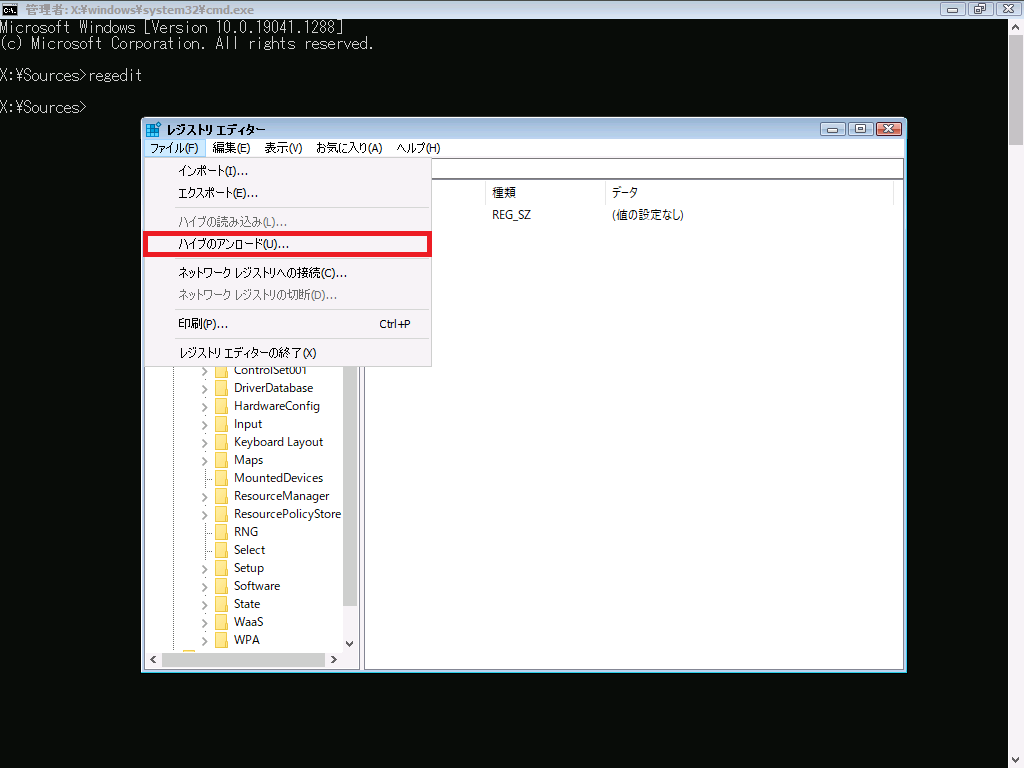 管理者: X:¥windows¥system32¥cmd.exe
Microsoft Windows [Version 10.0.19041.1288]
(c) Microsoft Corporation. All rights reserved.
X:¥Sources>regedit
X:¥Sources>
レジストリ エディター
ファイル(F) 編集(E) 表示(V) お気に入り(A) ヘルプ(H)
インポート(I)...
エクスポート(E)...
ハイブの読み込み(L)...
ハイブのアンロード(U)...
ネットワーク レジストリへの接続(C)...
ネットワーク レジストリの切断(D)...
印刷(P)... Ctrl+P
レジストリ エディターの終了(X)
種類 データ
REG_SZ (値の設定なし)
ControlSet001
DriverDatabase
HardwareConfig
Input
Keyboard Layout
Maps
MountedDevices
ResourceManager
ResourcePolicyStore
RNG
Select
Setup
Software
State
WaaS
WPA